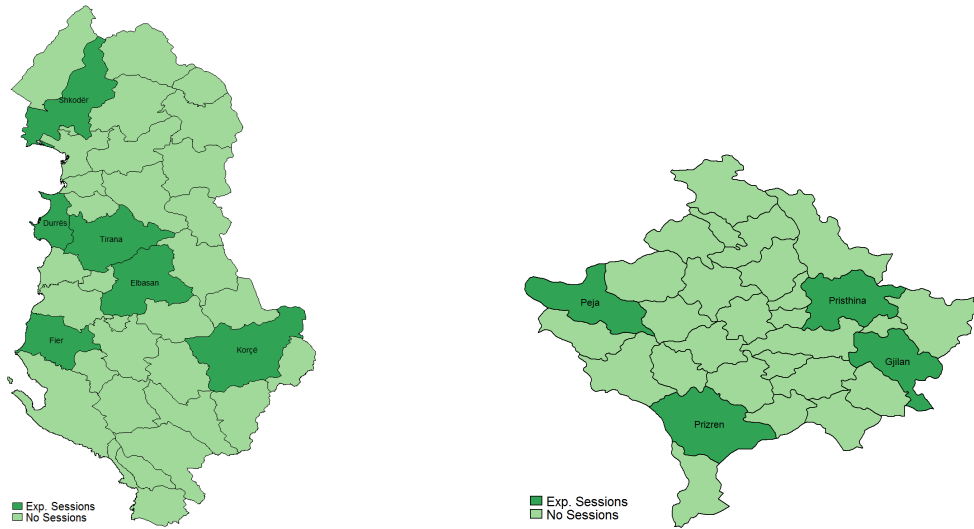 Shkodër
Durrës
Tirana
Elbasan
Fier
Korçë
Exp. Sessions
No Sessions
Peja
Pristhina
Gjilan
Prizren
Exp. Sessions
No Sessions